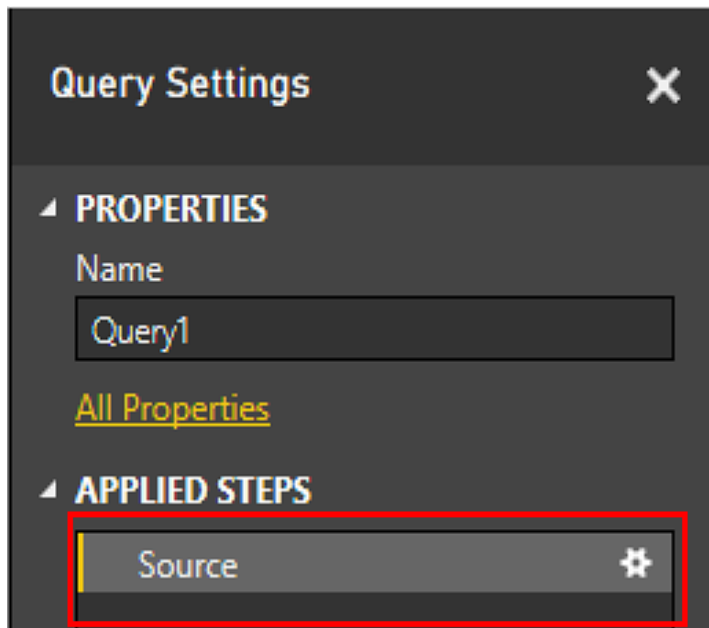 Query Settings
PROPERTIES
Name
Query1
All Properties
APPLIED STEPS
Source